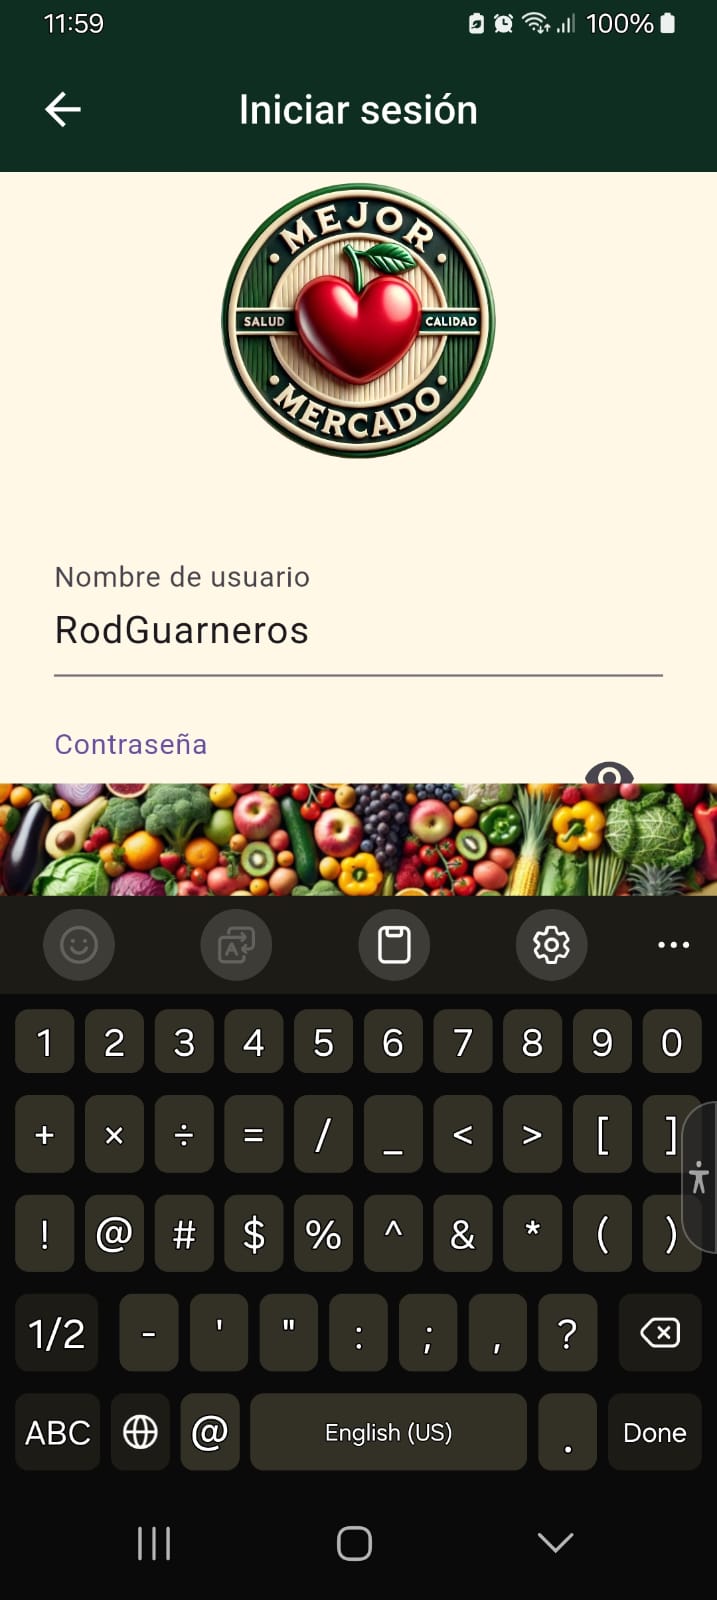 11:59 100%
Iniciar sesión
MEJOR
SALUD CALIDAD
MERCADO
Nombre de usuario
RodGuarneros
Contraseña
1 2 3 4 5 6 7 8 9 0
+ × ÷ = / _ < > [ ]
! @ # $ % ^ & * ( )
1/2 - ' " : ; , ?
ABC @ English (US) . Done